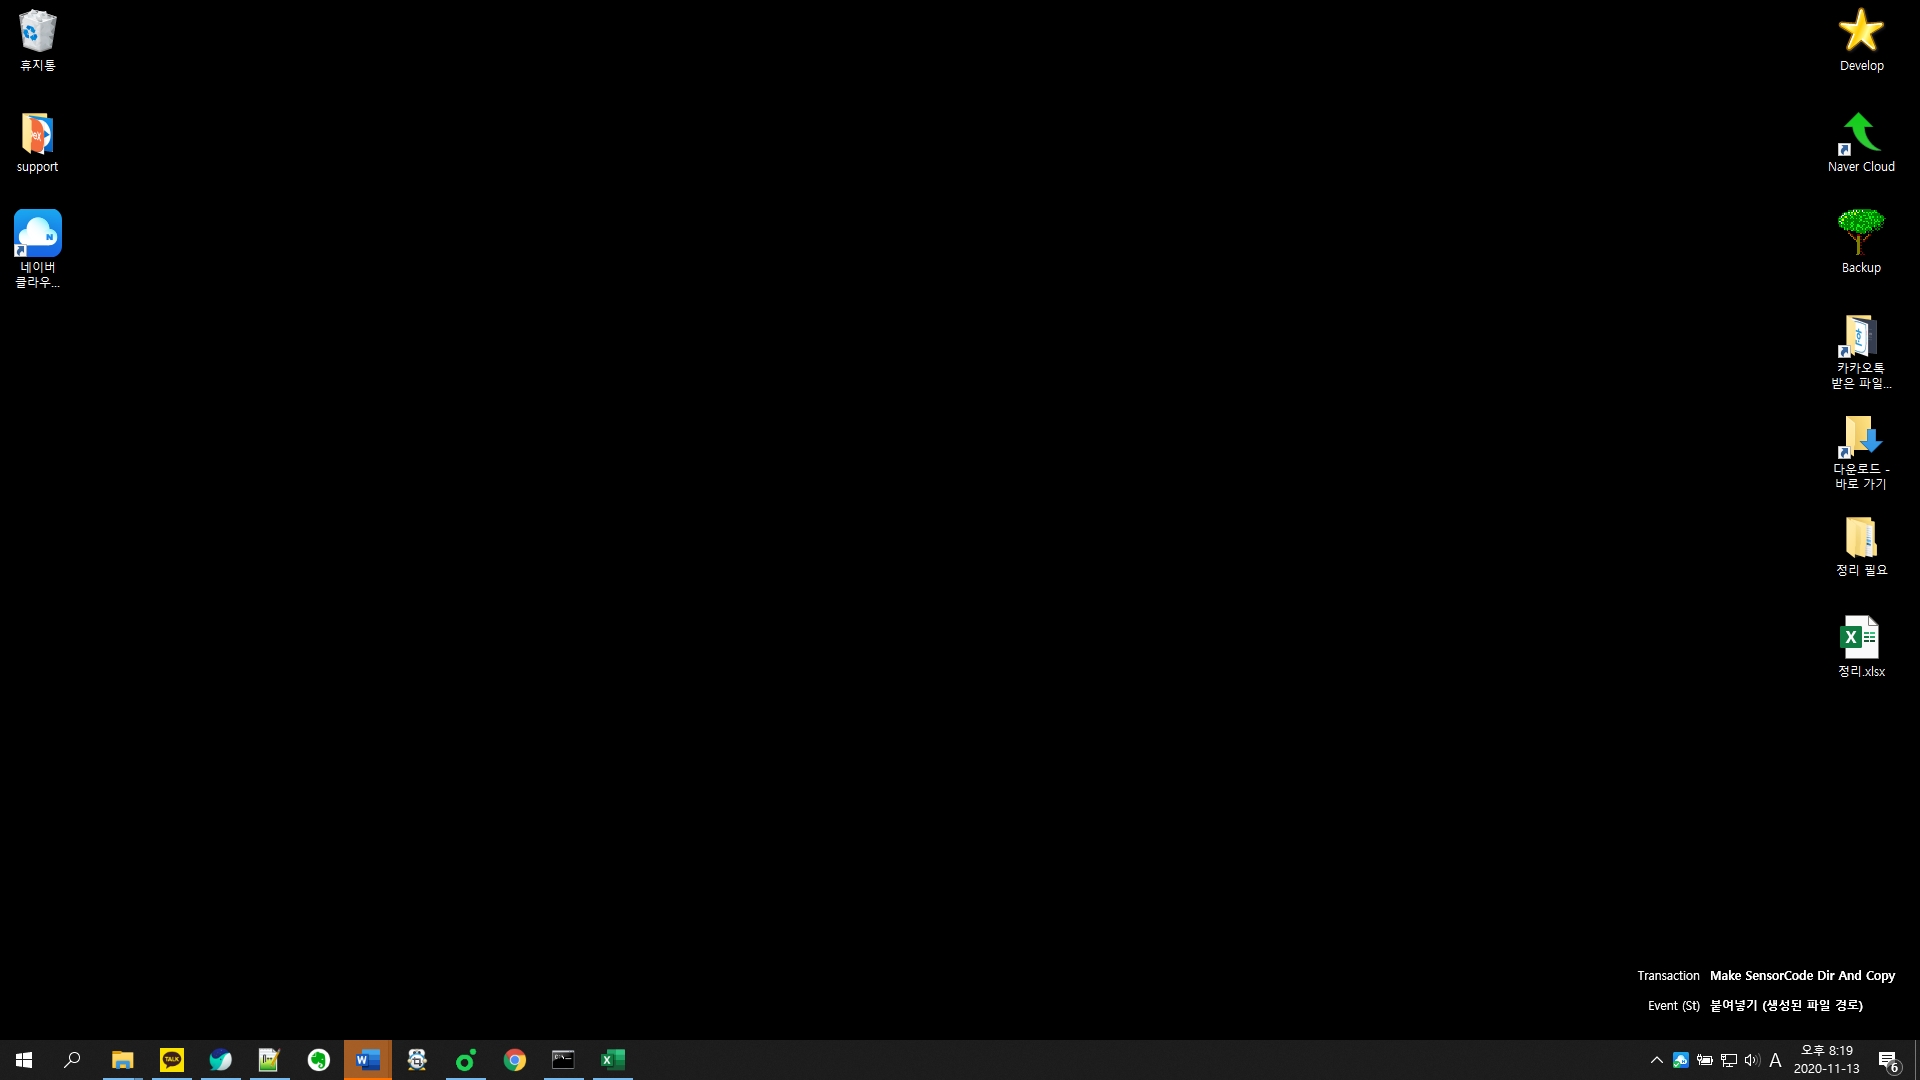 휴지통
support
네이버
클라우...
Develop
Naver Cloud
Backup
카카오톡
받은 파일...
다운로드 -
바로 가기
정리 필요
정리.xlsx
Transaction Make SensorCode Dir And Copy
Event (St) 붙여넣기 (생성된 파일 경로)
TALK
A
오후 8:19
2020-11-13
6